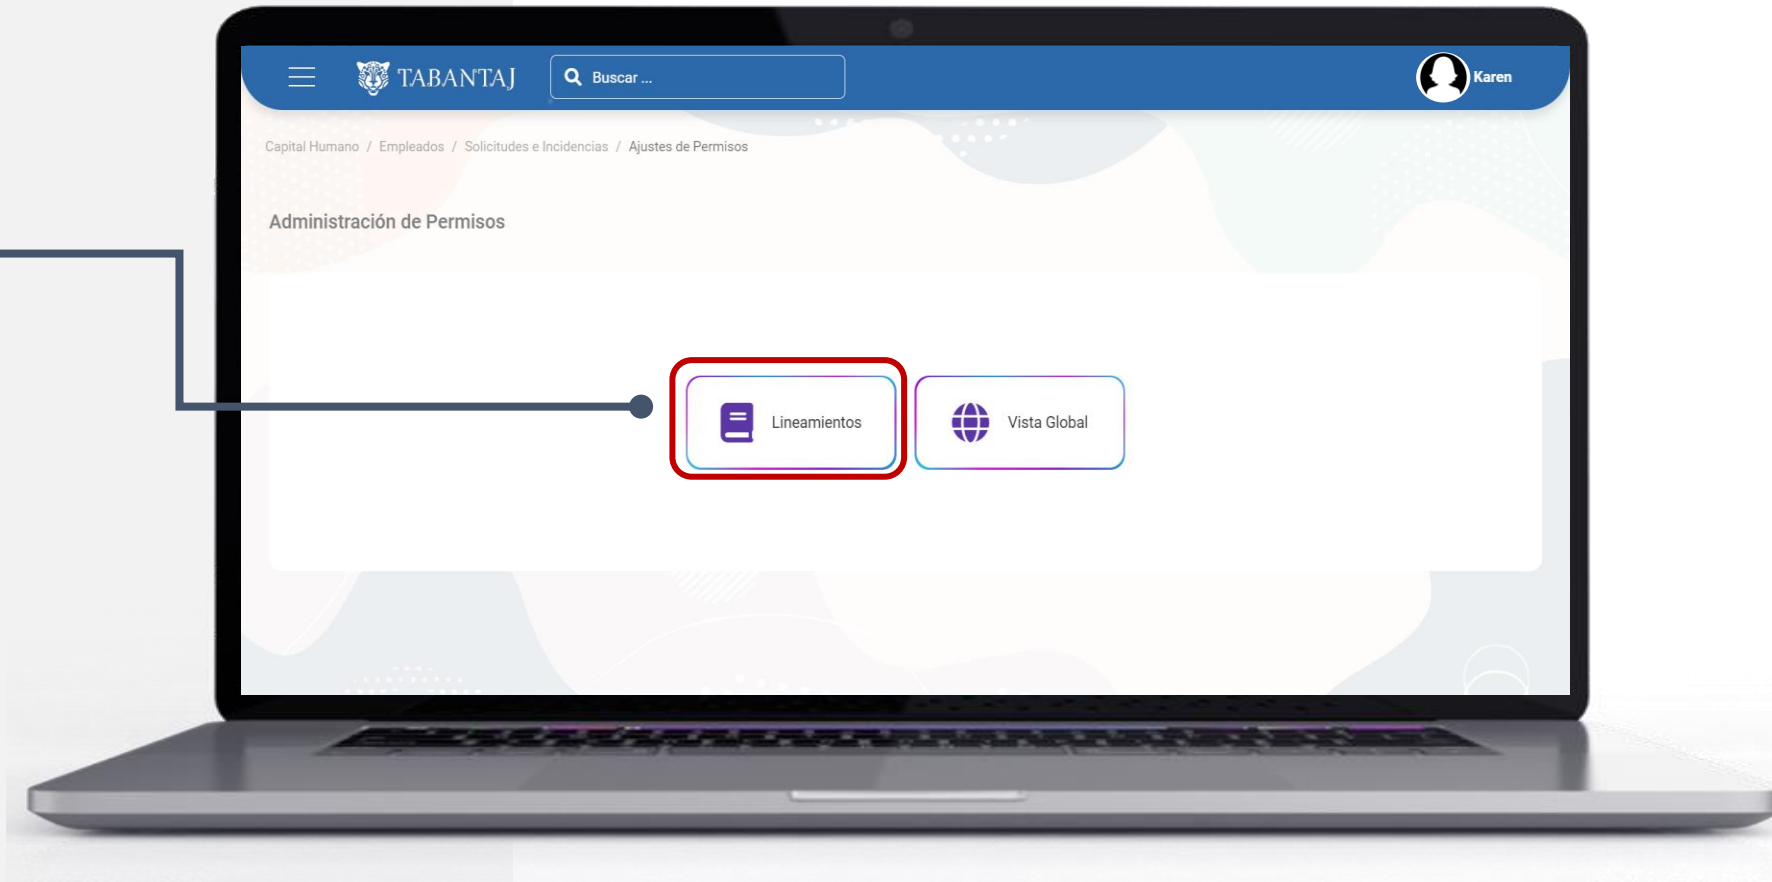 TABANTAJ
Buscar ...
Karen
Capital Humano / Empleados / Solicitudes e Incidencias / Ajustes de Permisos
Administración de Permisos
Lineamientos
Vista Global